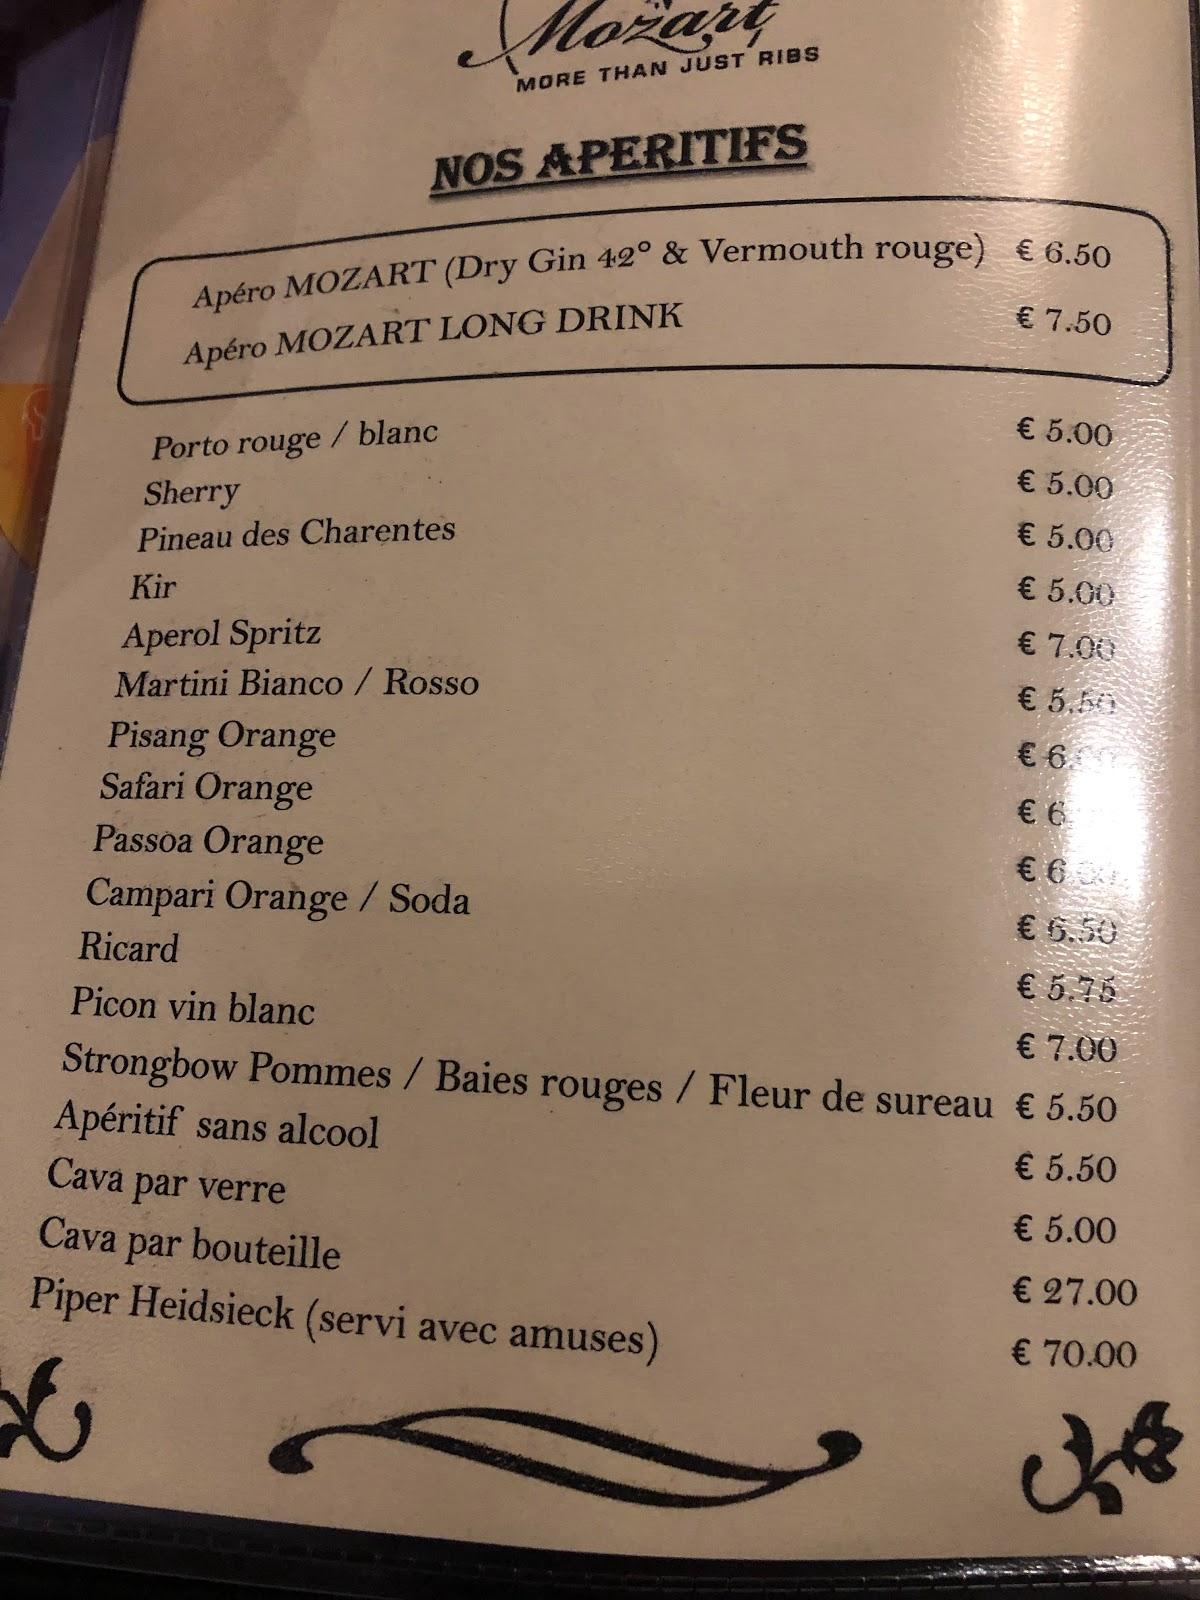 Mozart
MORE THAN JUST RIBS
NOS APERITIFS
Apéro MOZART (Dry Gin 42° & Vermouth rouge) € 6.50
Apéro MOZART LONG DRINK € 7.50
Porto rouge / blanc € 5.00
Sherry € 5.00
Pineau des Charentes € 5.00
Kir € 5.00
Aperol Spritz € 7.00
Martini Bianco / Rosso € 5.50
Pisang Orange €
Safari Orange €
Passoa Orange €
Campari Orange / Soda € 6.50
Ricard € 5.75
Picon vin blanc € 7.00
Strongbow Pommes / Baies rouges / Fleur de sureau € 5.50
Apéritif sans alcool € 5.50
Cava par verre € 5.00
Cava par bouteille € 27.00
Piper Heidsieck (servi avec amuses) € 70.00